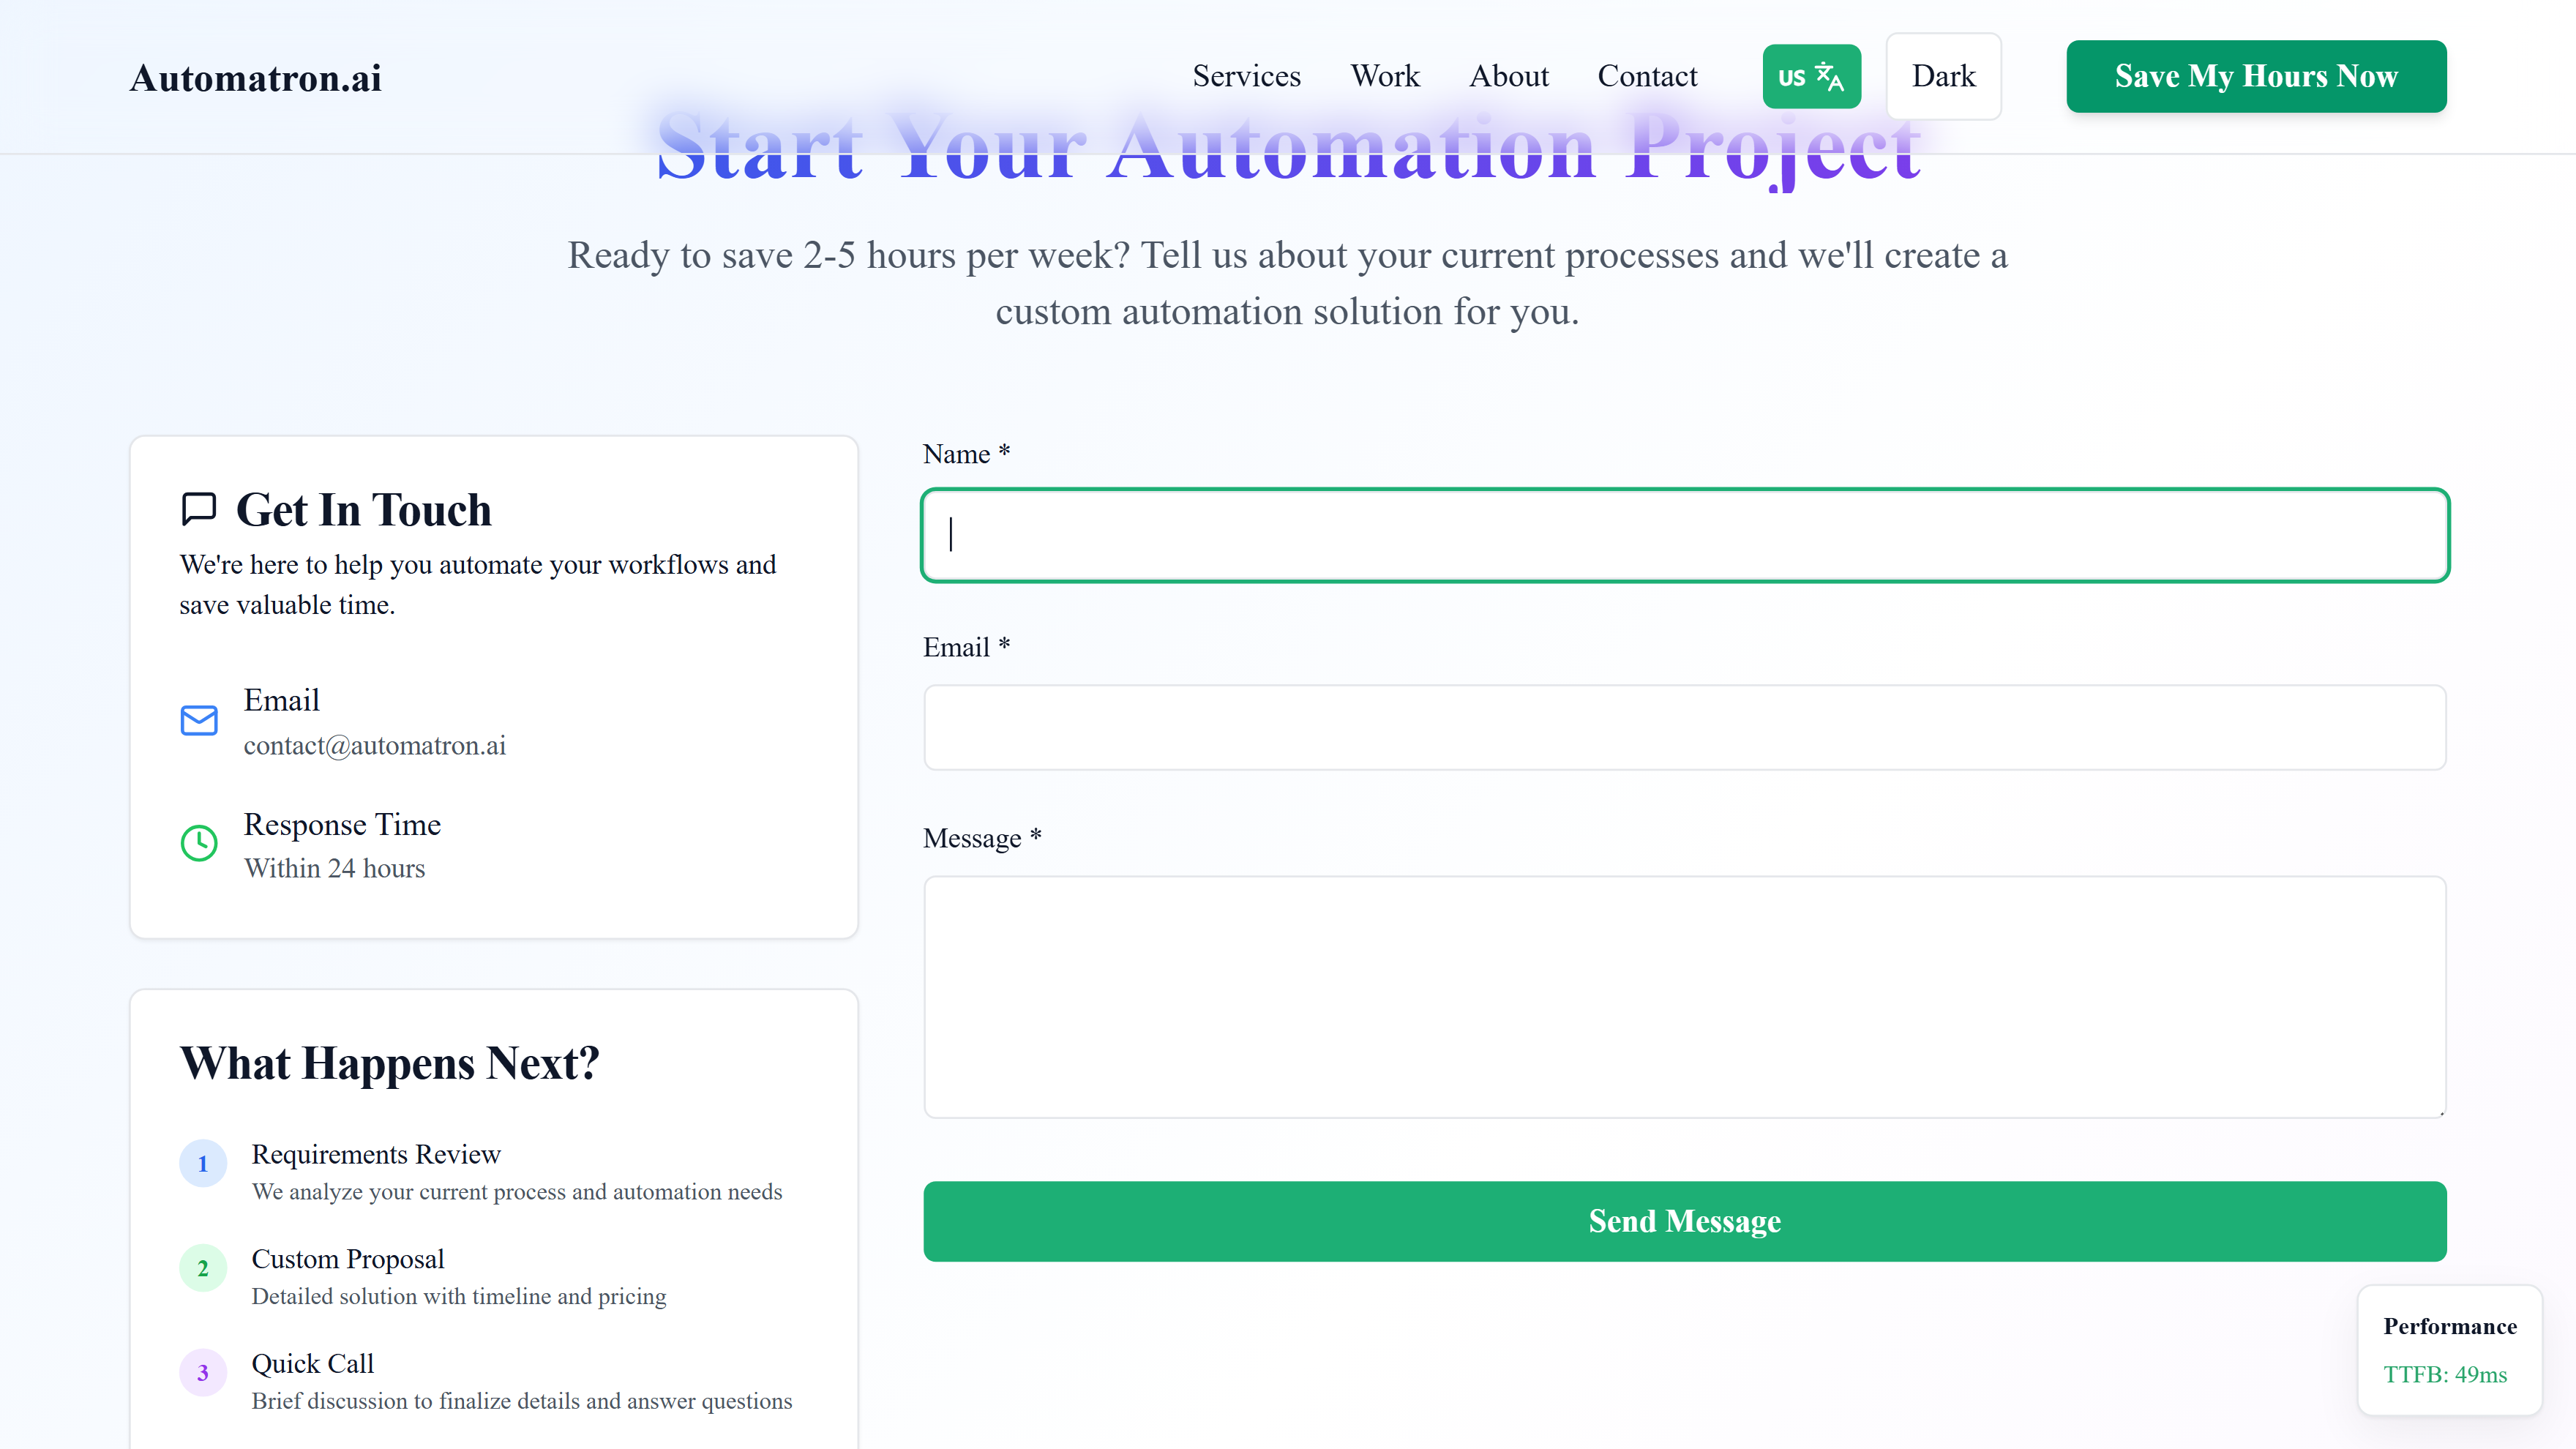 Automatron.ai
Services
Work
About
Contact
US
Dark
Save My Hours Now
Start Your Automation Project
Ready to save 2-5 hours per week? Tell us about your current processes and we'll create a
custom automation solution for you.
Get In Touch
We're here to help you automate your workflows and
save valuable time.
Email
contact@automatron.ai
Response Time
Within 24 hours
What Happens Next?
1
Requirements Review
We analyze your current process and automation needs
2
Custom Proposal
Detailed solution with timeline and pricing
3
Quick Call
Brief discussion to finalize details and answer questions
Name *
Email *
Message *
Send Message
Performance
TTFB: 49ms